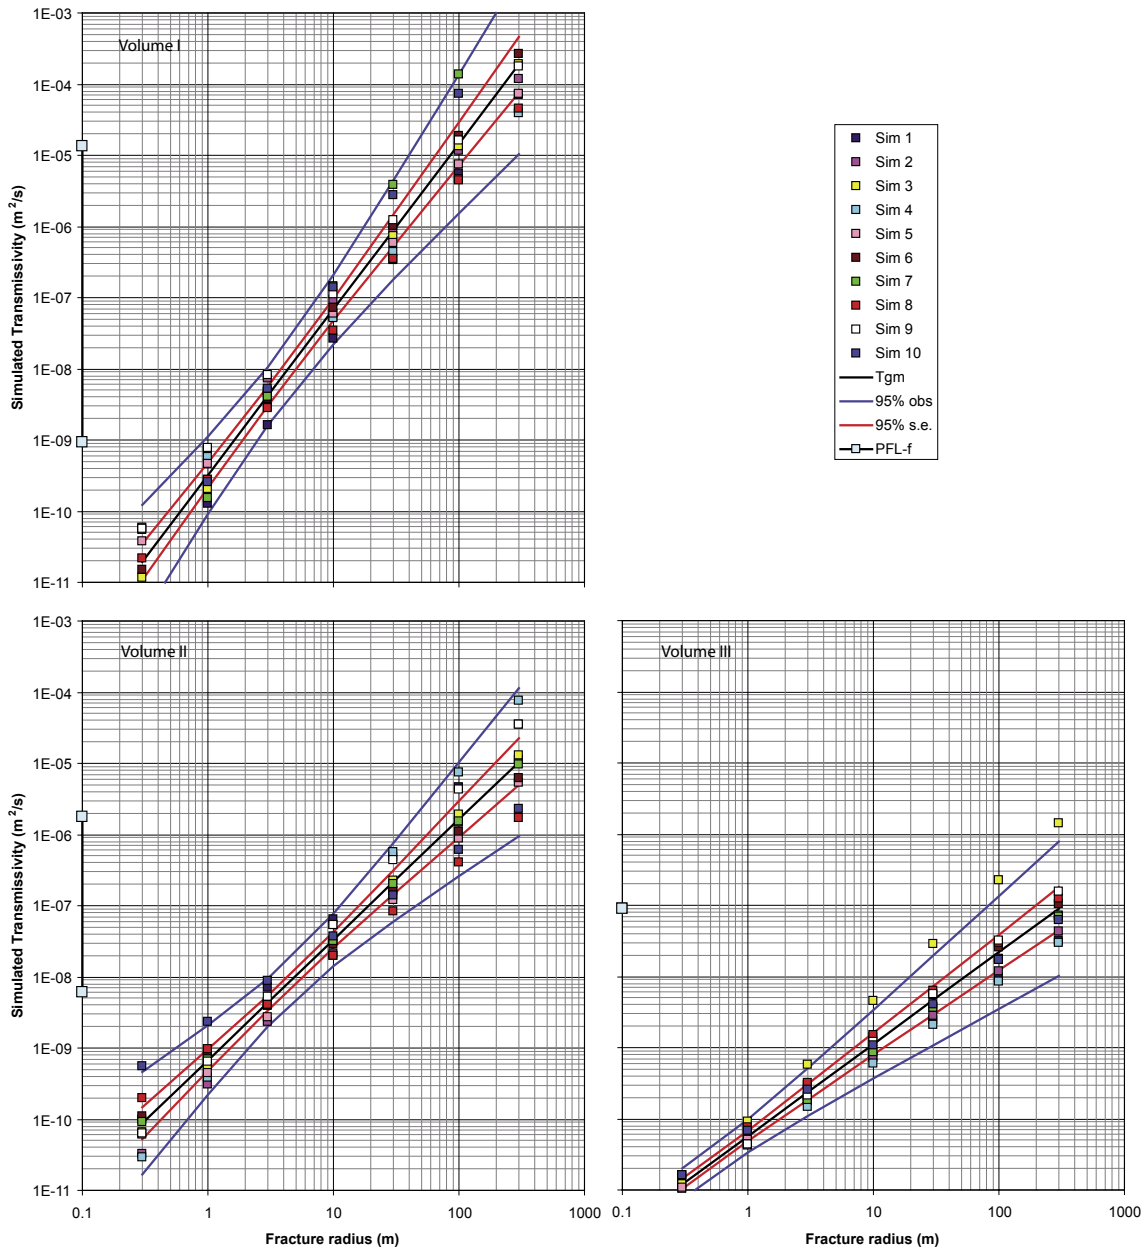 Volume I
1E-03
1E-04
1E-05
1E-06
1E-07
1E-08
1E-09
1E-10
1E-11
Simulated Transmissivity (m²/s)
Sim 1
Sim 2
Sim 3
Sim 4
Sim 5
Sim 6
Sim 7
Sim 8
Sim 9
Sim 10
Tgm
95% obs
95% s.e.
PFL-f
Volume II
1E-03
1E-04
1E-05
1E-06
1E-07
1E-08
1E-09
1E-10
1E-11
Simulated Transmissivity (m²/s)
0.1 1 10 100 1000
Fracture radius (m)
Volume III
0.1 1 10 100 1000
Fracture radius (m)